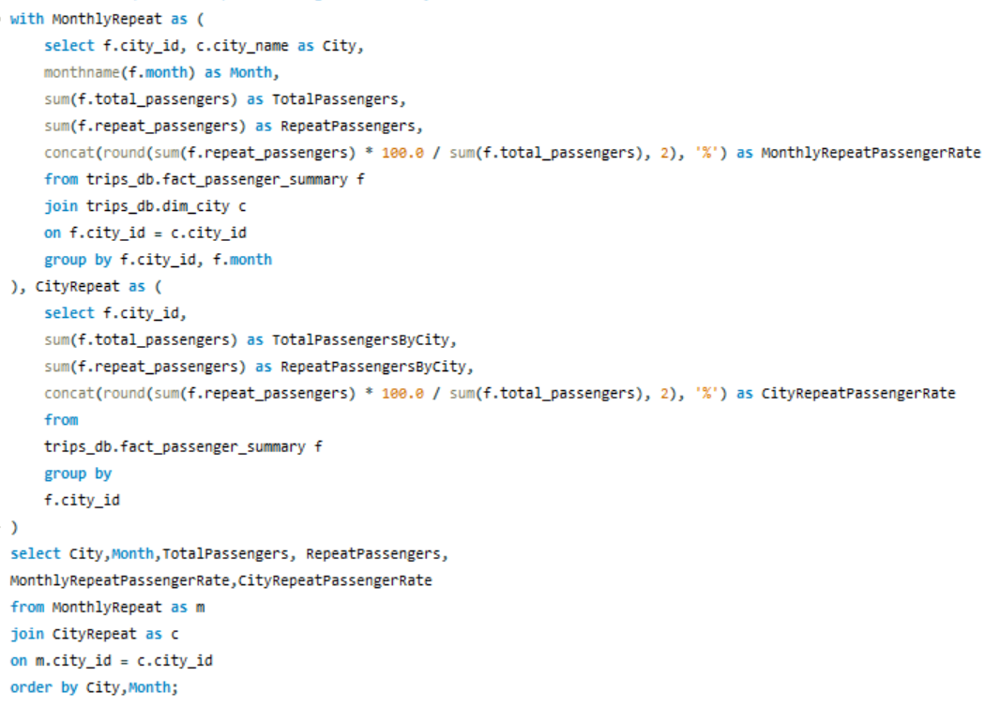 with MonthlyRepeat as (
    select f.city_id, c.city_name as City,
    monthname(f.month) as Month,
    sum(f.total_passengers) as TotalPassengers,
    sum(f.repeat_passengers) as RepeatPassengers,
    concat(round(sum(f.repeat_passengers) * 100.0 / sum(f.total_passengers), 2), '%') as MonthlyRepeatPassengerRate
    from trips_db.fact_passenger_summary f
    join trips_db.dim_city c
    on f.city_id = c.city_id
    group by f.city_id, f.month
), CityRepeat as (
    select f.city_id,
    sum(f.total_passengers) as TotalPassengersByCity,
    sum(f.repeat_passengers) as RepeatPassengersByCity,
    concat(round(sum(f.repeat_passengers) * 100.0 / sum(f.total_passengers), 2), '%') as CityRepeatPassengerRate
    from
    trips_db.fact_passenger_summary f
    group by
    f.city_id
)
select City,Month,TotalPassengers, RepeatPassengers,
MonthlyRepeatPassengerRate,CityRepeatPassengerRate
from MonthlyRepeat as m
join CityRepeat as c
on m.city_id = c.city_id
order by City,Month;